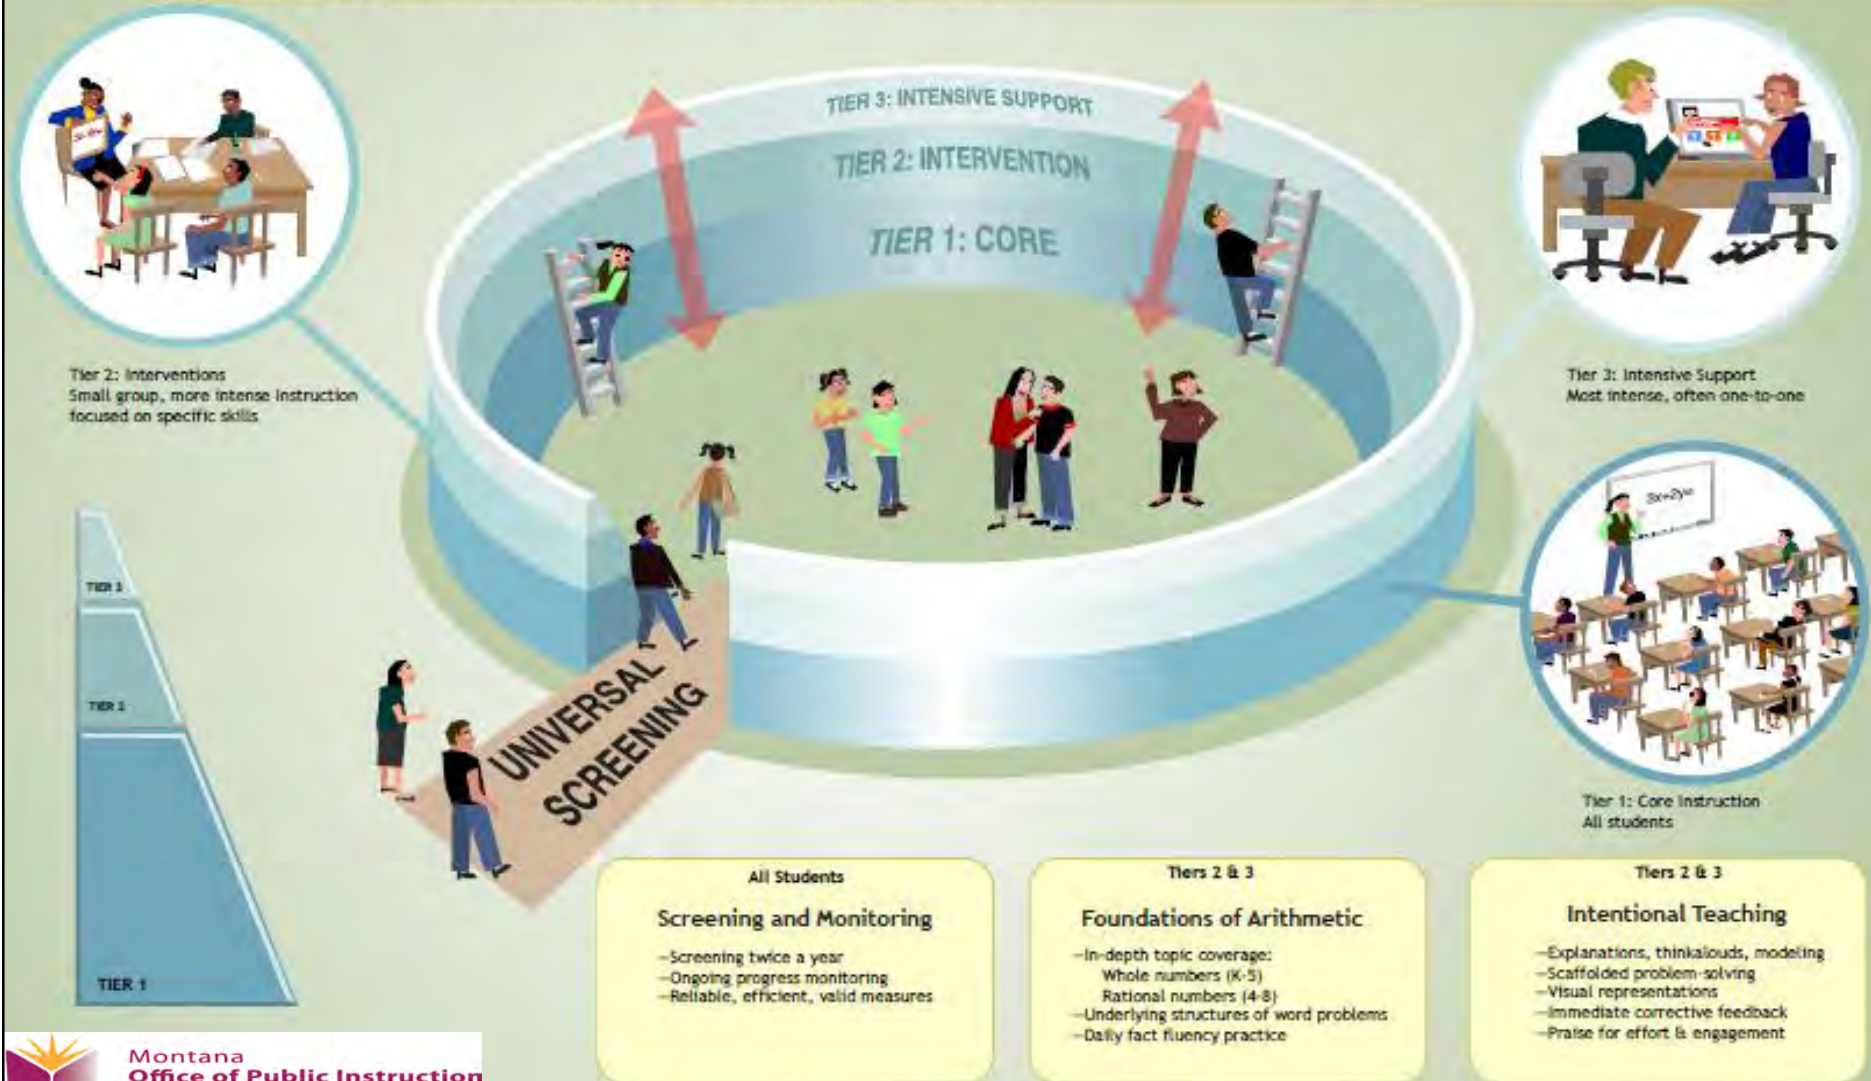 TIER 3: INTENSIVE SUPPORT
TIER 2: INTERVENTION
TIER 1: CORE
Tier 2: Interventions
Small group, more intense instruction
focused on specific skills
Tier 3: Intensive Support
Most intense, often one-to-one
3x+2y=
Tier 1: Core Instruction
All students
TIER 3
TIER 2
TIER 1
UNIVERSAL
SCREENING
All Students
Screening and Monitoring
—Screening twice a year
—Ongoing progress monitoring
—Reliable, efficient, valid measures
Tiers 2 & 3
Foundations of Arithmetic
—In-depth topic coverage:
Whole numbers (K-5)
Rational numbers (4-8)
—Underlying structures of word problems
—Daily fact fluency practice
Tiers 2 & 3
Intentional Teaching
—Explanations, thinkalouds, modeling
—Scaffolded problem-solving
—Visual representations
—Immediate corrective feedback
—Praise for effort & engagement
Montana
Office of Public Instruction